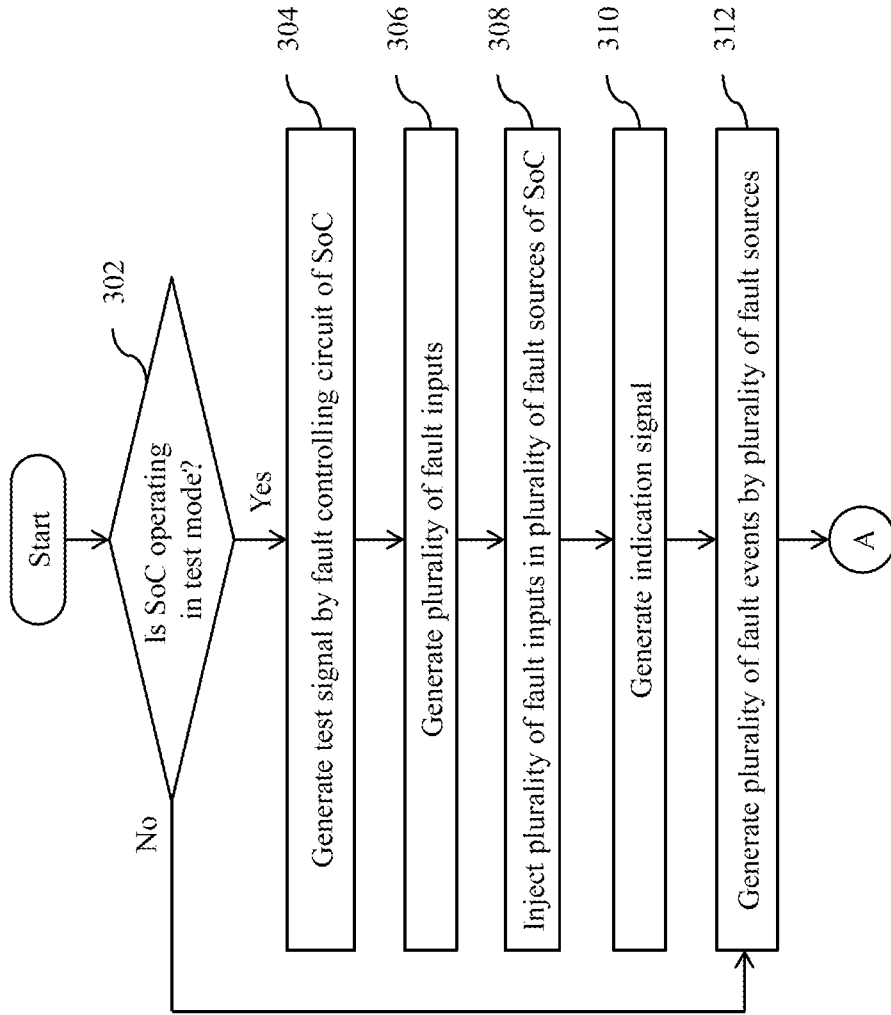 Start
302
Is SoC operating
in test mode?
No
Yes
304
Generate test signal by fault controlling circuit of SoC
306
Generate plurality of fault inputs
308
Inject plurality of fault inputs in plurality of fault sources of SoC
310
Generate indication signal
312
Generate plurality of fault events by plurality of fault sources
A